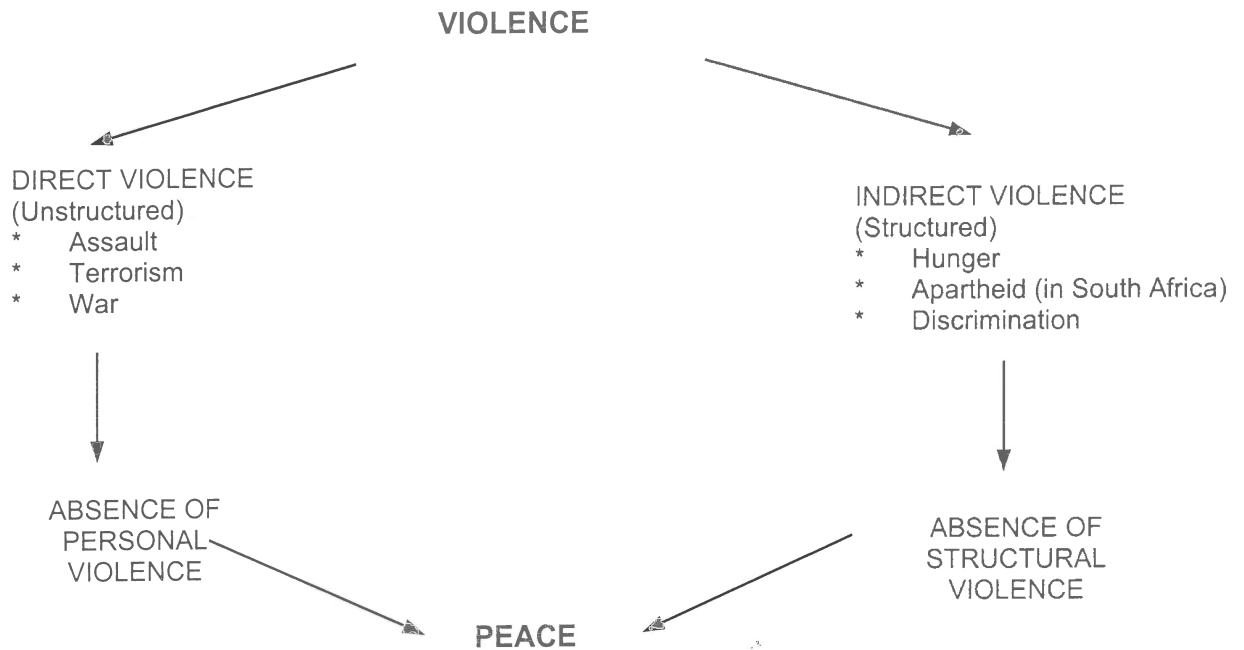 VIOLENCE
DIRECT VIOLENCE
(Unstructured)
* Assault
* Terrorism
* War
INDIRECT VIOLENCE
(Structured)
* Hunger
* Apartheid (in South Africa)
* Discrimination
ABSENCE OF
PERSONAL
VIOLENCE
ABSENCE OF
STRUCTURAL
VIOLENCE
PEACE